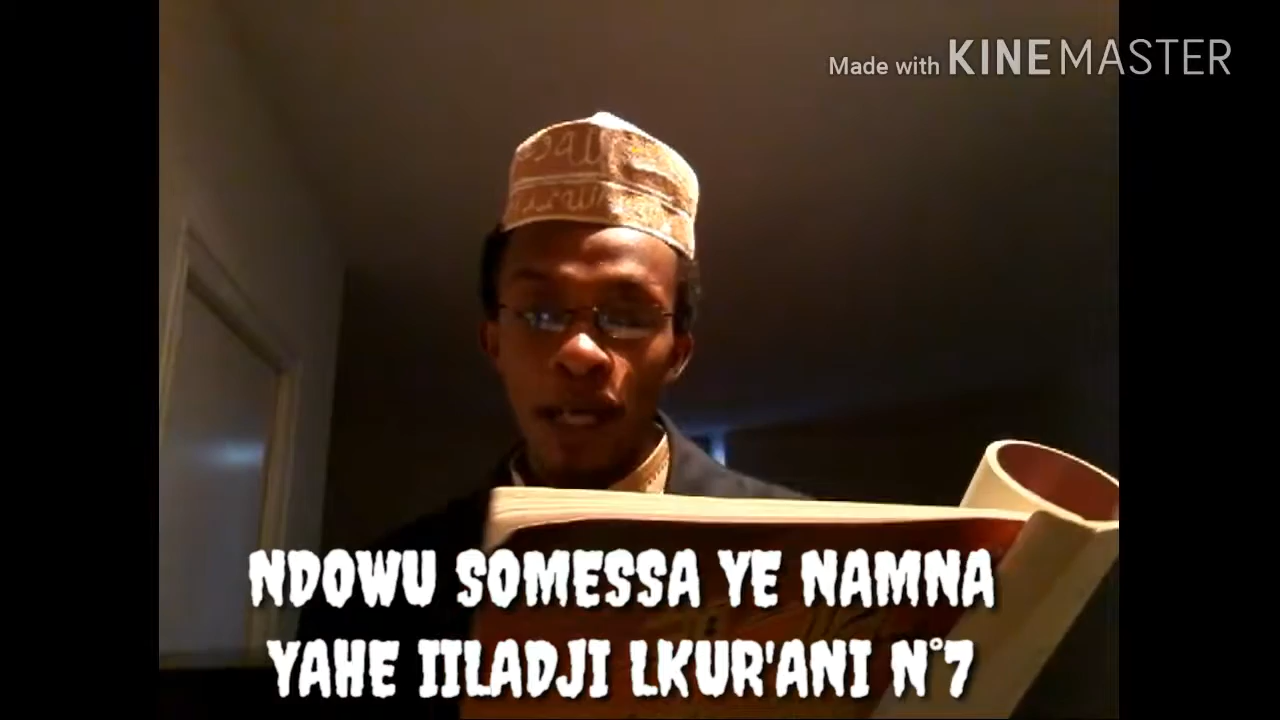 Made with KINEMASTER
NDOWU SOMESSA YE NAMNA
YAHE IILADJI LKUR'ANI N°7